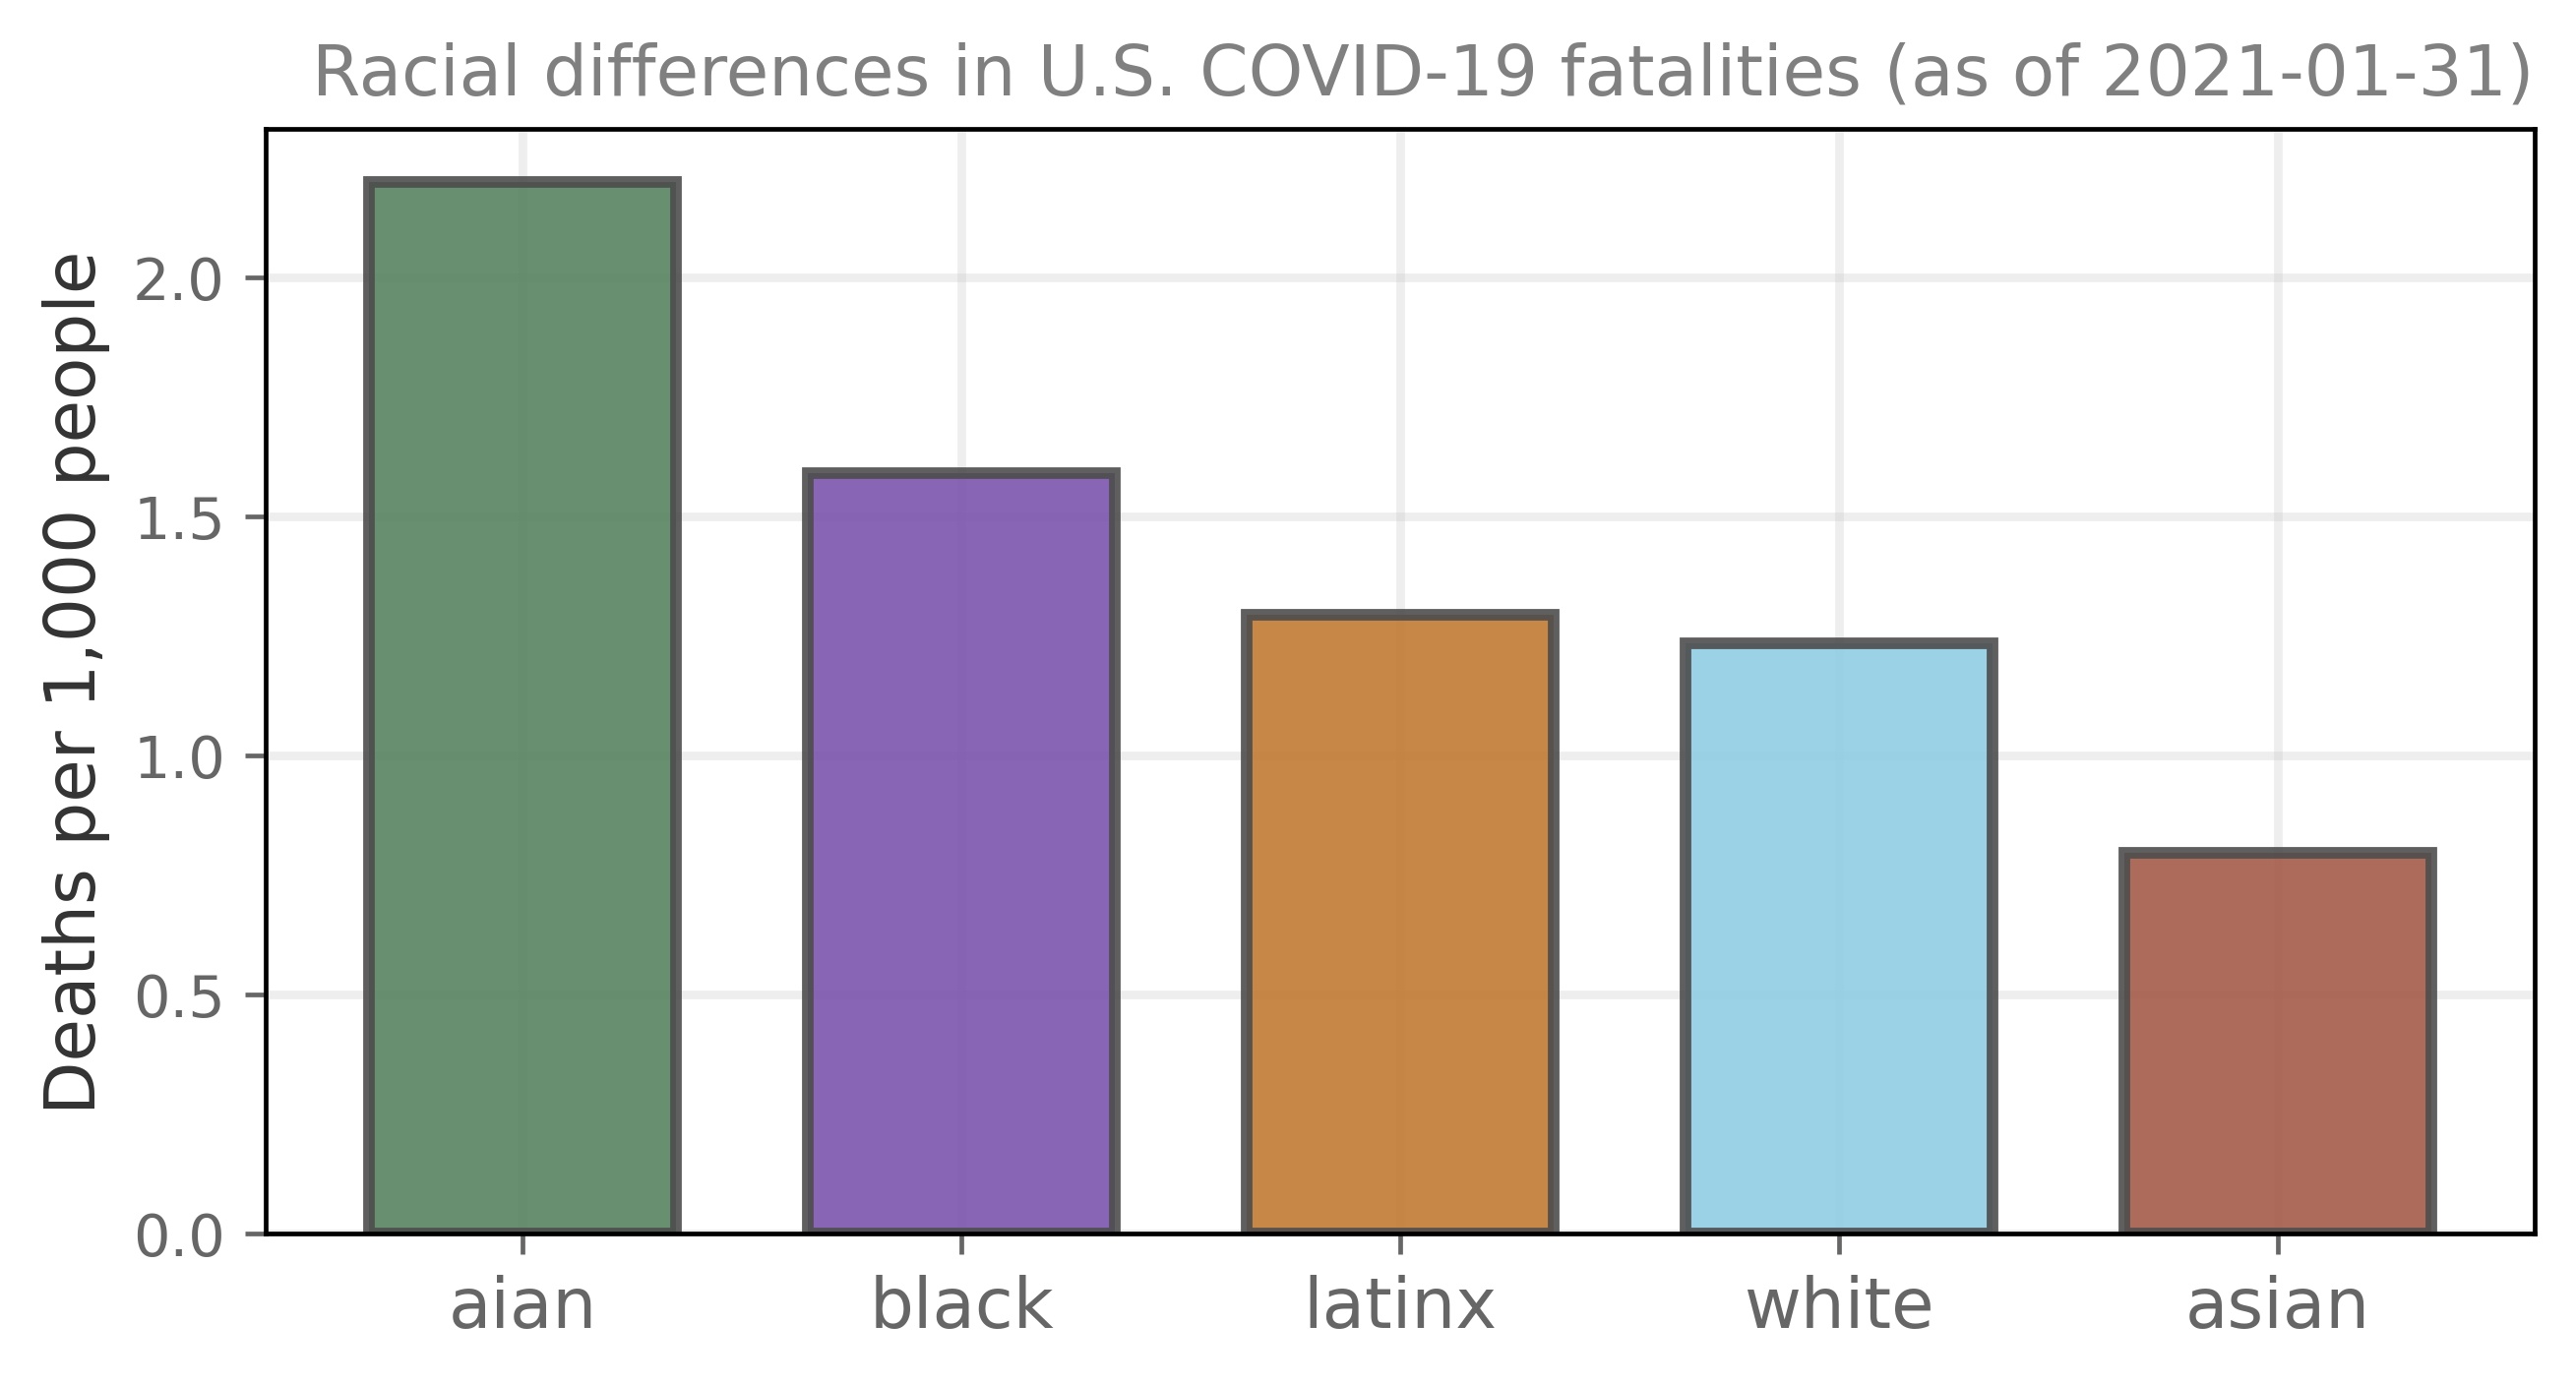 Racial differences in U.S. COVID-19 fatalities (as of 2021-01-31)
Deaths per 1,000 people
2.0
1.5
1.0
0.5
0.0
aian black latinx white asian